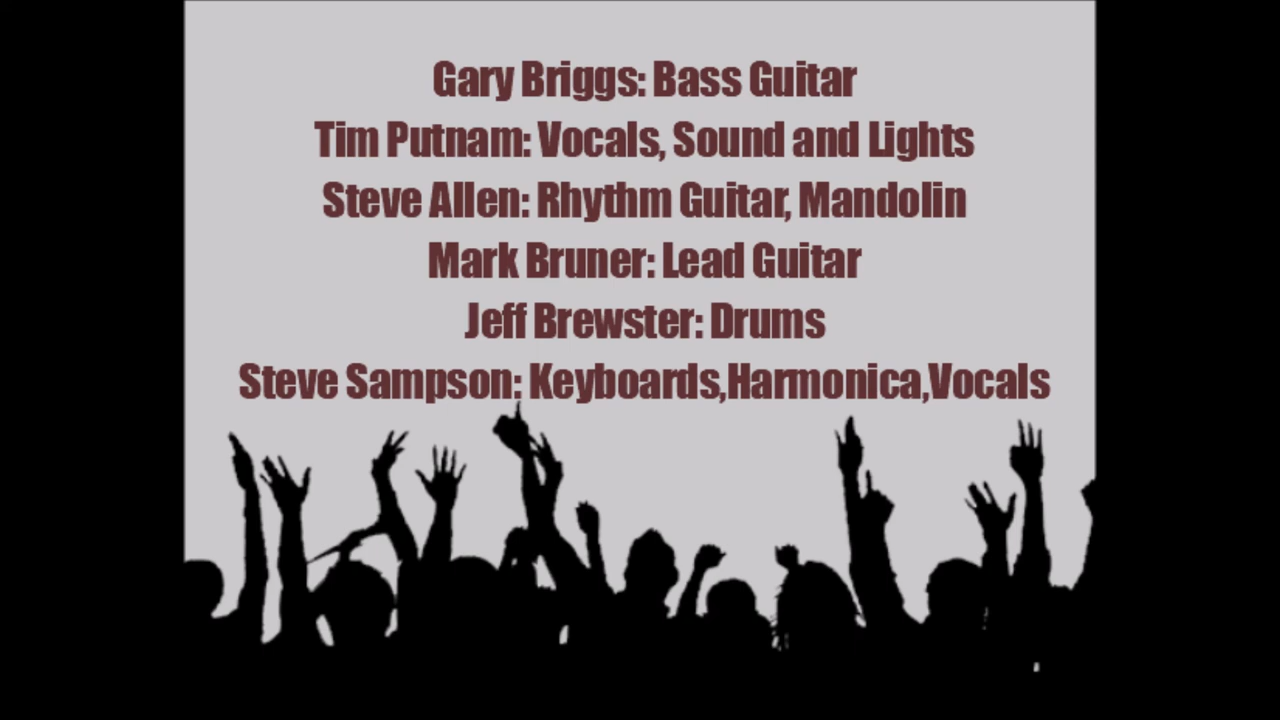 Gary Briggs: Bass Guitar
Tim Putnam: Vocals, Sound and Lights
Steve Allen: Rhythm Guitar, Mandolin
Mark Bruner: Lead Guitar
Jeff Brewster: Drums
Steve Sampson: Keyboards,Harmonica,Vocals